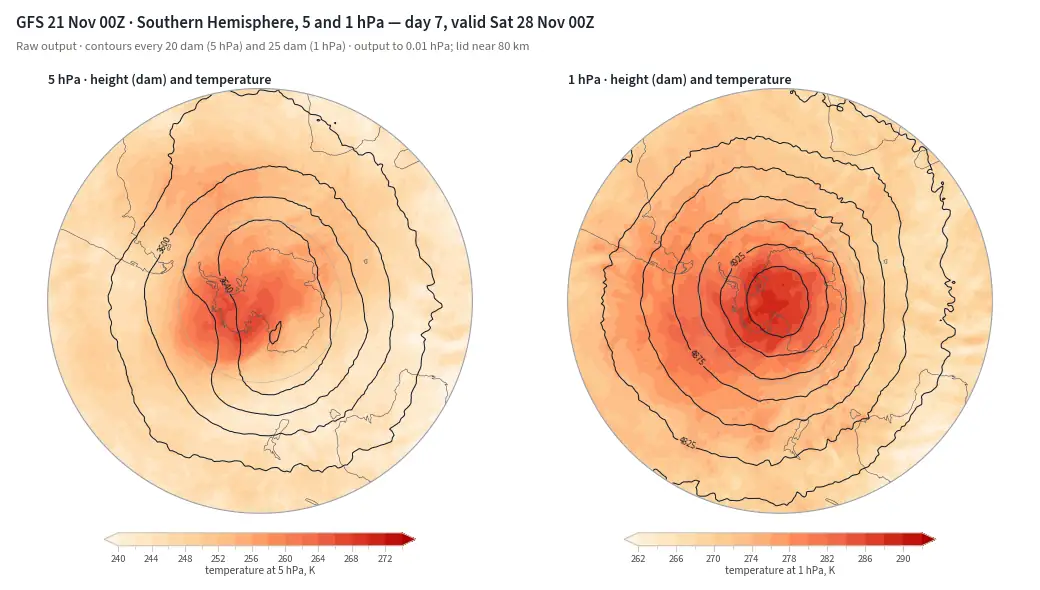 GFS 21 Nov 00Z · Southern Hemisphere, 5 and 1 hPa — day 7, valid Sat 28 Nov 00Z
Raw output · contours every 20 dam (5 hPa) and 25 dam (1 hPa) · output to 0.01 hPa; lid near 80 km
5 hPa · height (dam) and temperature
1 hPa · height (dam) and temperature
3600
3640
4925
4875
4825
240 244 248 252 256 260 264 268 272
temperature at 5 hPa, K
262 266 270 274 278 282 286 290
temperature at 1 hPa, K